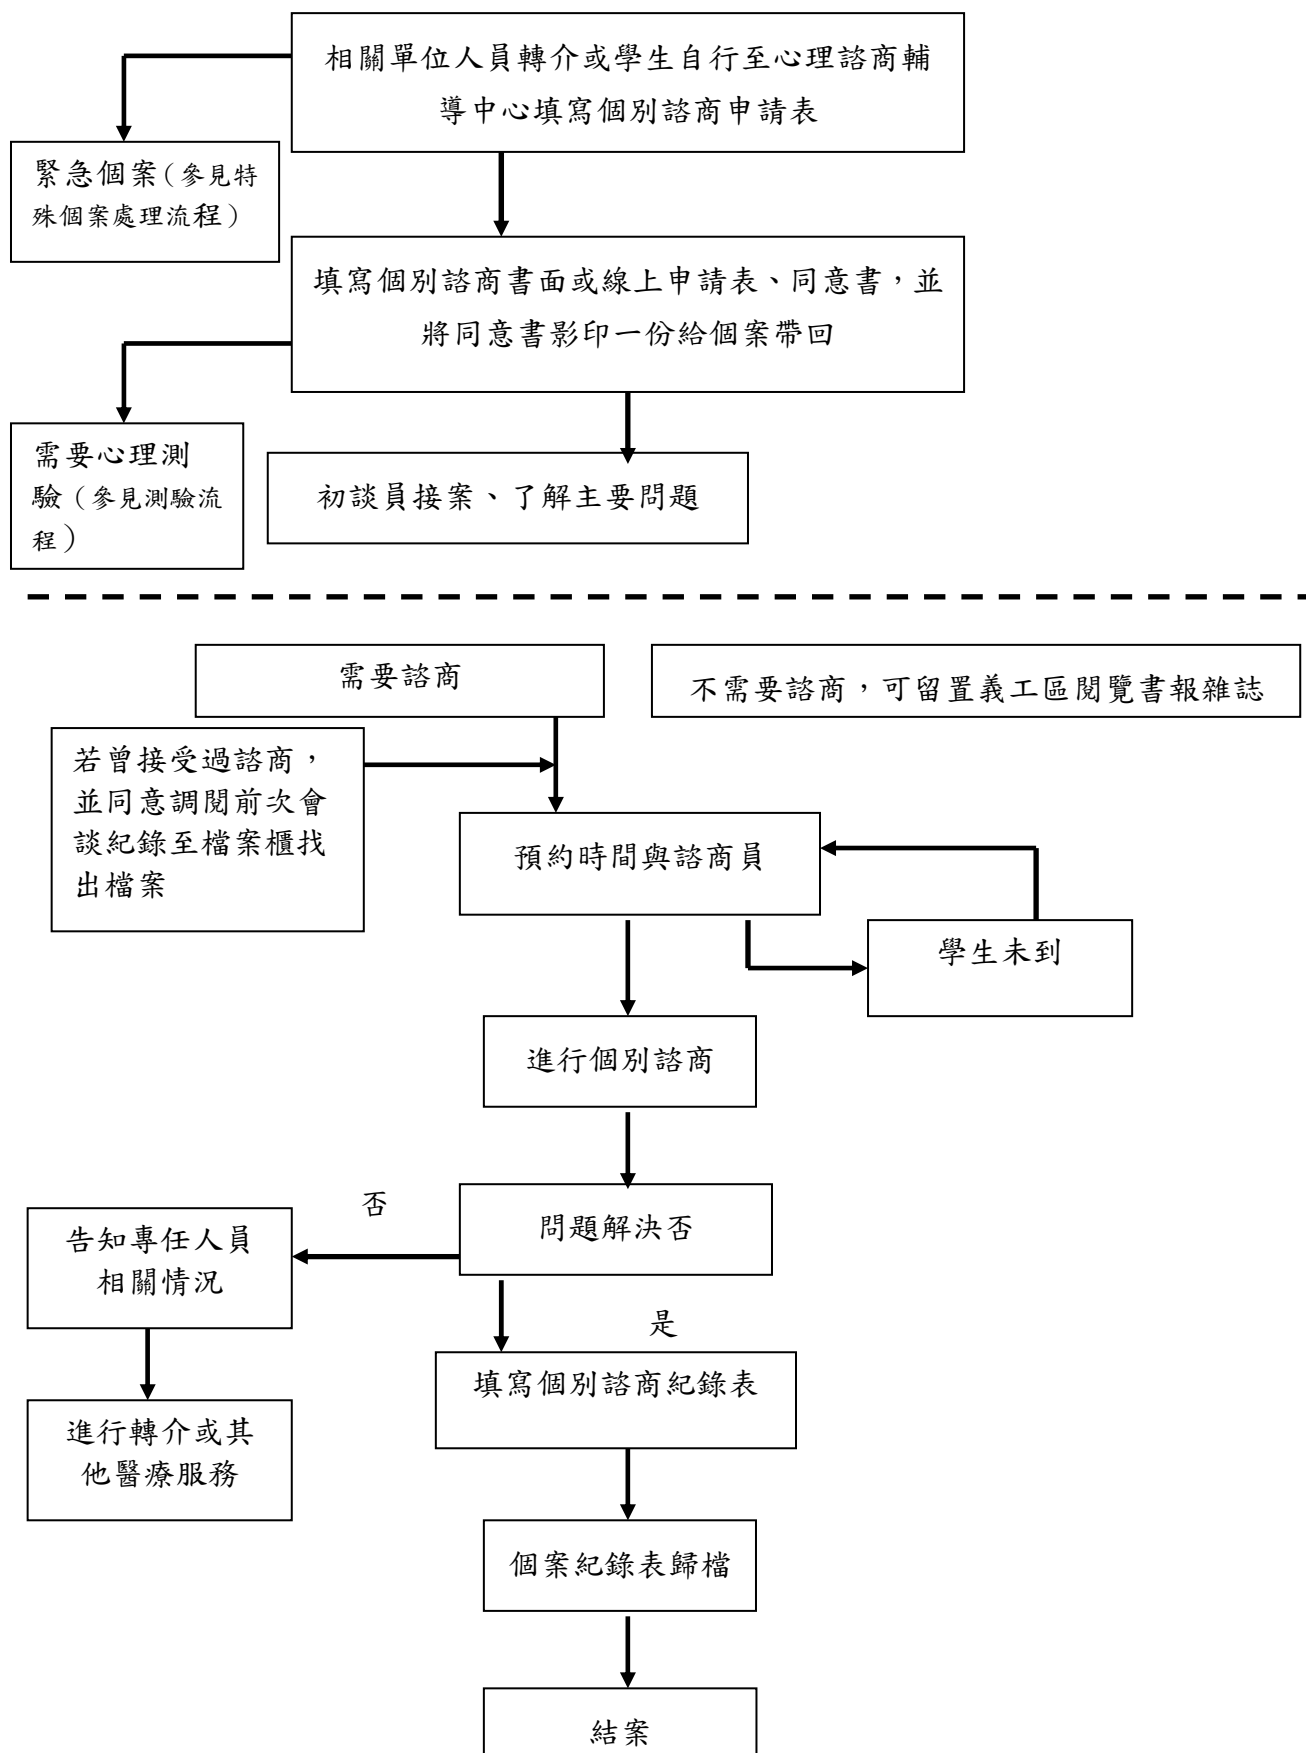 相關單位人員轉介或學生自行至心理諮商輔
導中心填寫個別諮商申請表
緊急個案(參見特
殊個案處理流程)
填寫個別諮商書面或線上申請表、同意書，並
將同意書影印一份給個案帶回
需要心理測
驗(參見測驗流
程)
初談員接案、了解主要問題
需要諮商
不需要諮商，可留置義工區閱覽書報雜誌
若曾接受過諮商，
並同意調閱前次會
談紀錄至檔案櫃找
出檔案
預約時間與諮商員
學生未到
進行個別諮商
否
問題解決否
告知專任人員
相關情況
是
填寫個別諮商紀錄表
進行轉介或其
他醫療服務
個案紀錄表歸檔
結案